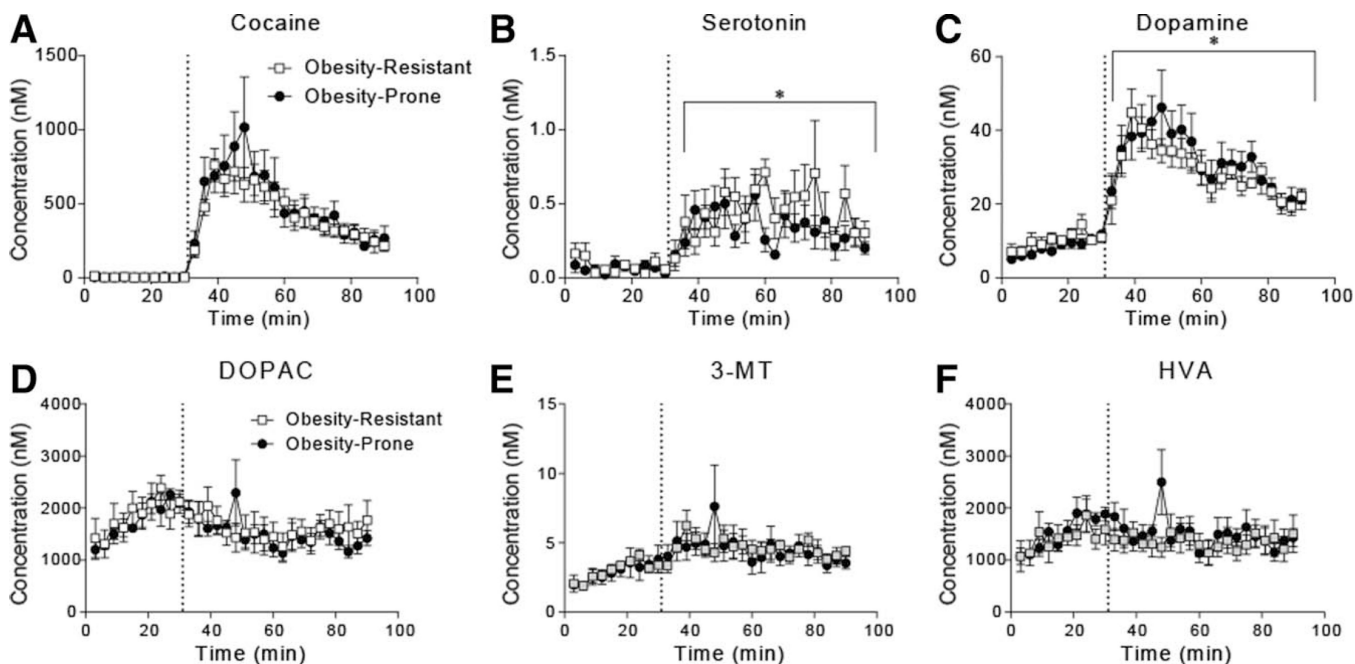 A
Cocaine
Concentration (nM)
1500
1000
500
0
Obesity-Resistant
Obesity-Prone
0 20 40 60 80 100
Time (min)
B
Serotonin
Concentration (nM)
1.5
1.0
0.5
0.0
*
0 20 40 60 80 100
Time (min)
C
Dopamine
Concentration (nM)
60
40
20
0
*
0 20 40 60 80 100
Time (min)
D
DOPAC
Concentration (nM)
4000
3000
2000
1000
0
Obesity-Resistant
Obesity-Prone
0 20 40 60 80 100
Time (min)
E
3-MT
Concentration (nM)
15
10
5
0
0 20 40 60 80 100
Time (min)
F
HVA
Concentration (nM)
4000
3000
2000
1000
0
0 20 40 60 80 100
Time (min)